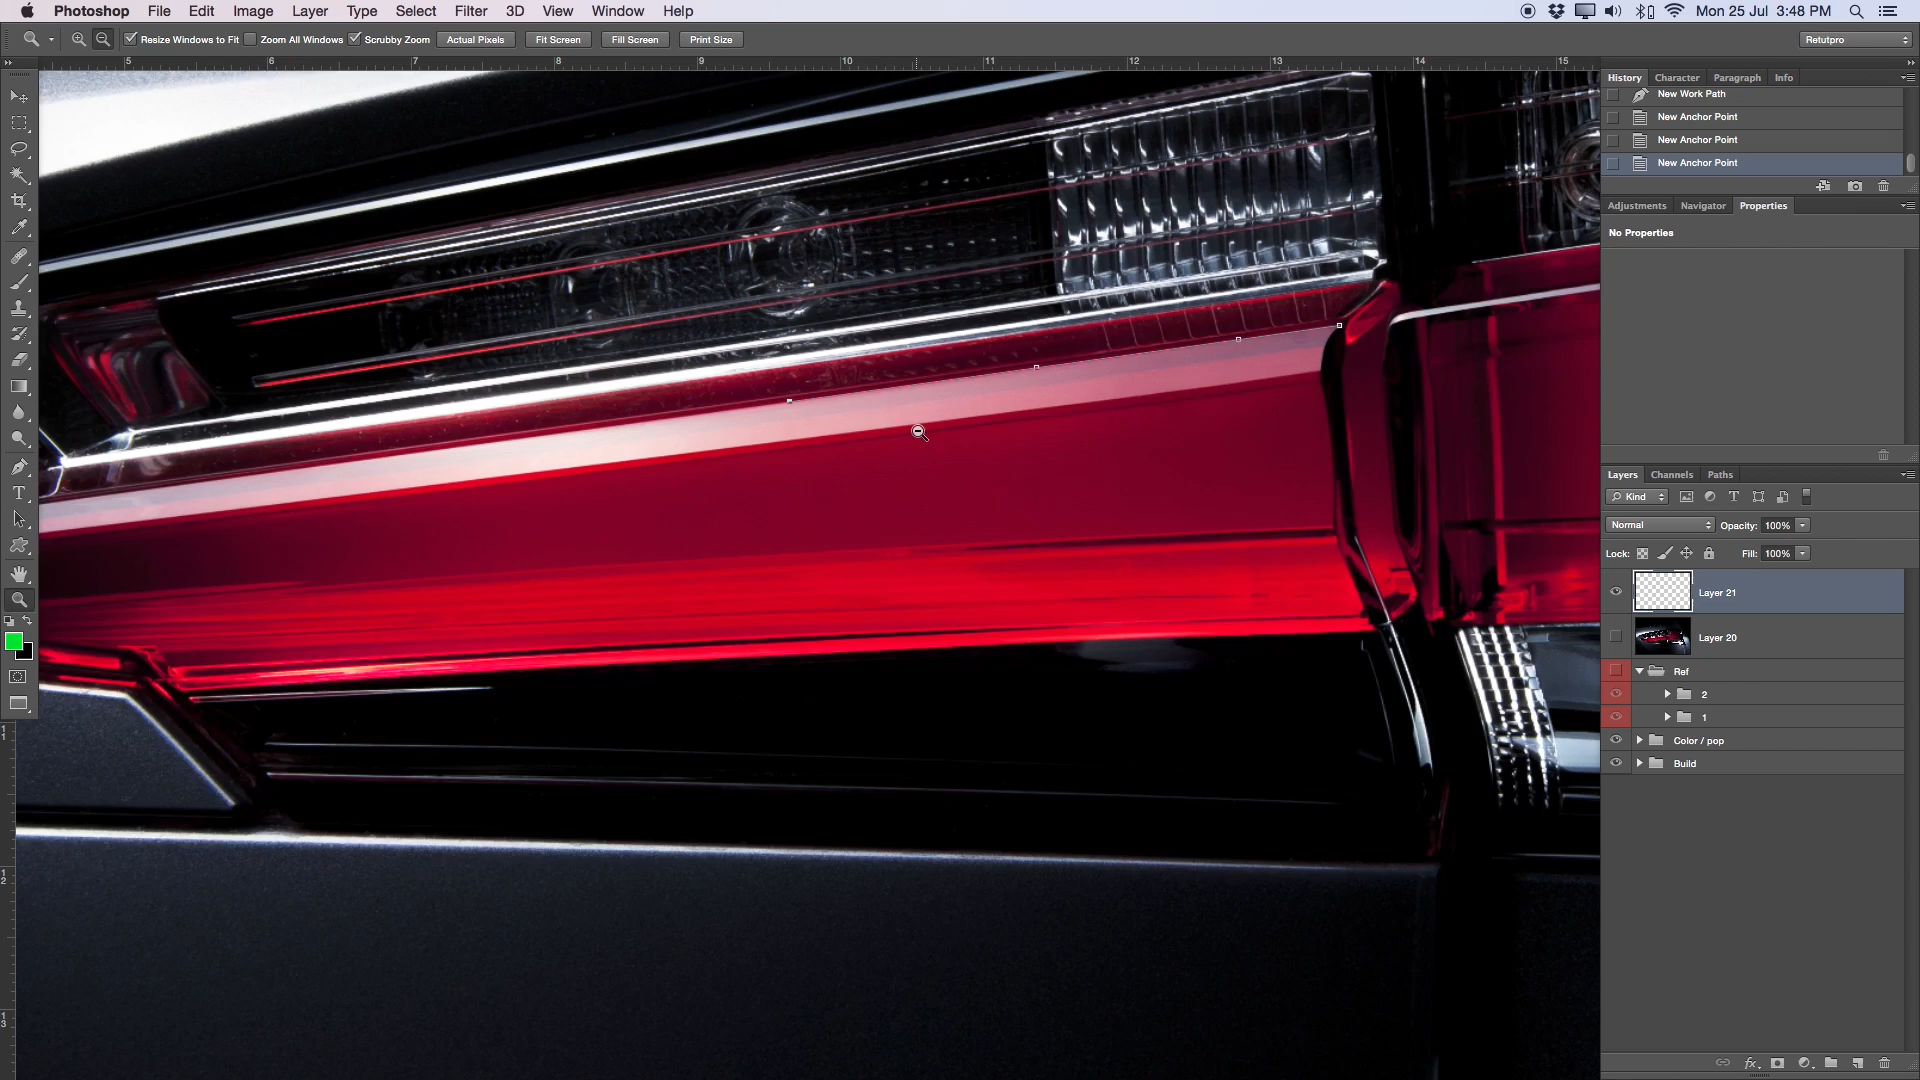 Photoshop File Edit Image Layer Type Select Filter 3D View Window Help Mon 25 Jul 3:48 PM
Resize Windows to Fit Zoom All Windows Scrubby Zoom Actual Pixels Fit Screen Fill Screen Print Size Retutpro
5 6 7 8 9 10 11 12 13 14 15
History Character Paragraph Info
New Work Path
New Anchor Point
New Anchor Point
New Anchor Point
Adjustments Navigator Properties
No Properties
Layers Channels Paths
Kind
Normal Opacity: 100%
Lock: Fill: 100%
Layer 21
Layer 20
Ref
2
1
Color / pop
Build
11
12
13